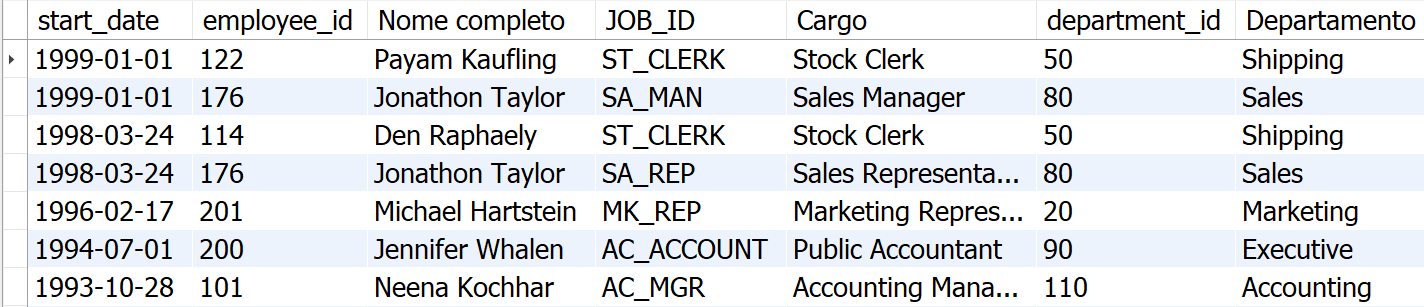 start_date employee_id Nome completo JOB_ID Cargo department_id Departamento
1999-01-01 122 Payam Kaufling ST_CLERK Stock Clerk 50 Shipping
1999-01-01 176 Jonathon Taylor SA_MAN Sales Manager 80 Sales
1998-03-24 114 Den Raphaely ST_CLERK Stock Clerk 50 Shipping
1998-03-24 176 Jonathon Taylor SA_REP Sales Representa... 80 Sales
1996-02-17 201 Michael Hartstein MK_REP Marketing Repres... 20 Marketing
1994-07-01 200 Jennifer Whalen AC_ACCOUNT Public Accountant 90 Executive
1993-10-28 101 Neena Kochhar AC_MGR Accounting Mana... 110 Accounting